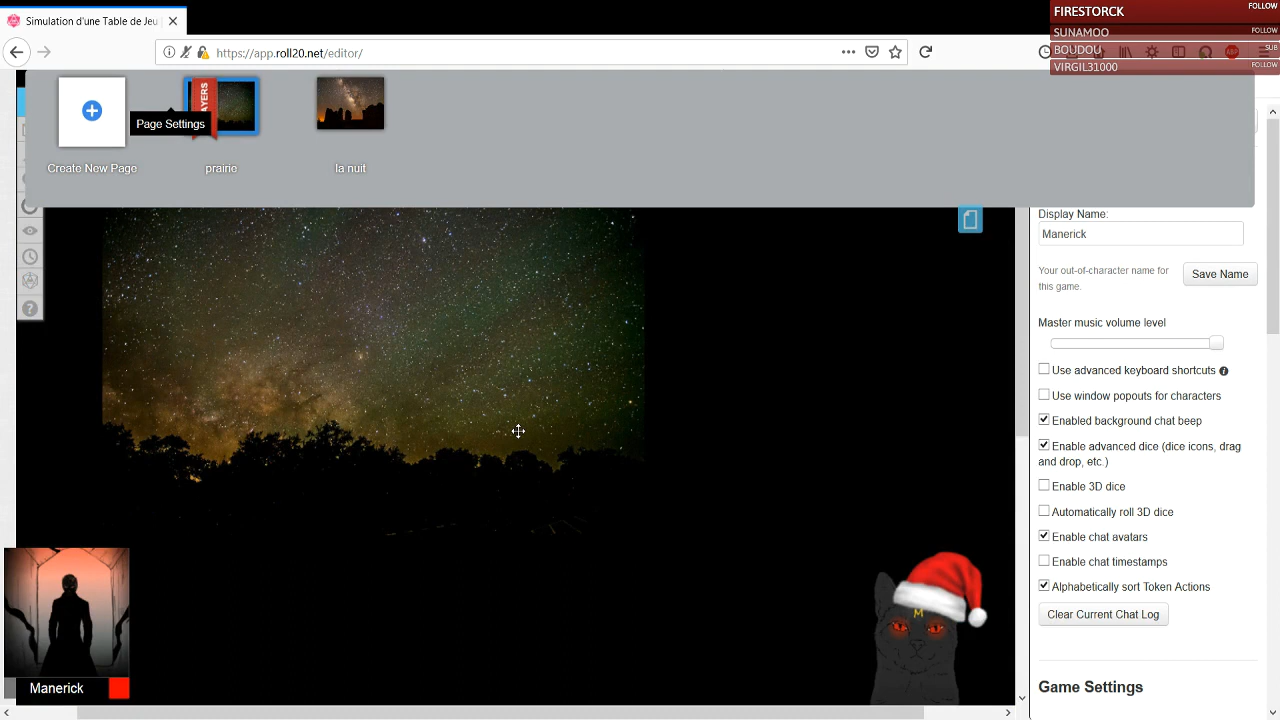 Simulation d'une Table de Jeu
FIRESTORCK FOLLOW
SUNAMOO FOLLOW
BOUDOU SUB
VIRGIL31000 FOLLOW
https://app.roll20.net/editor/
Page Settings
Create New Page
prairie
la nuit
Display Name:
Manerick
Your out-of-character name for
this game.
Save Name
Master music volume level
Use advanced keyboard shortcuts
Use window popouts for characters
Enabled background chat beep
Enable advanced dice (dice icons, drag
and drop, etc.)
Enable 3D dice
Automatically roll 3D dice
Enable chat avatars
Enable chat timestamps
Alphabetically sort Token Actions
Clear Current Chat Log
Game Settings
Manerick
M